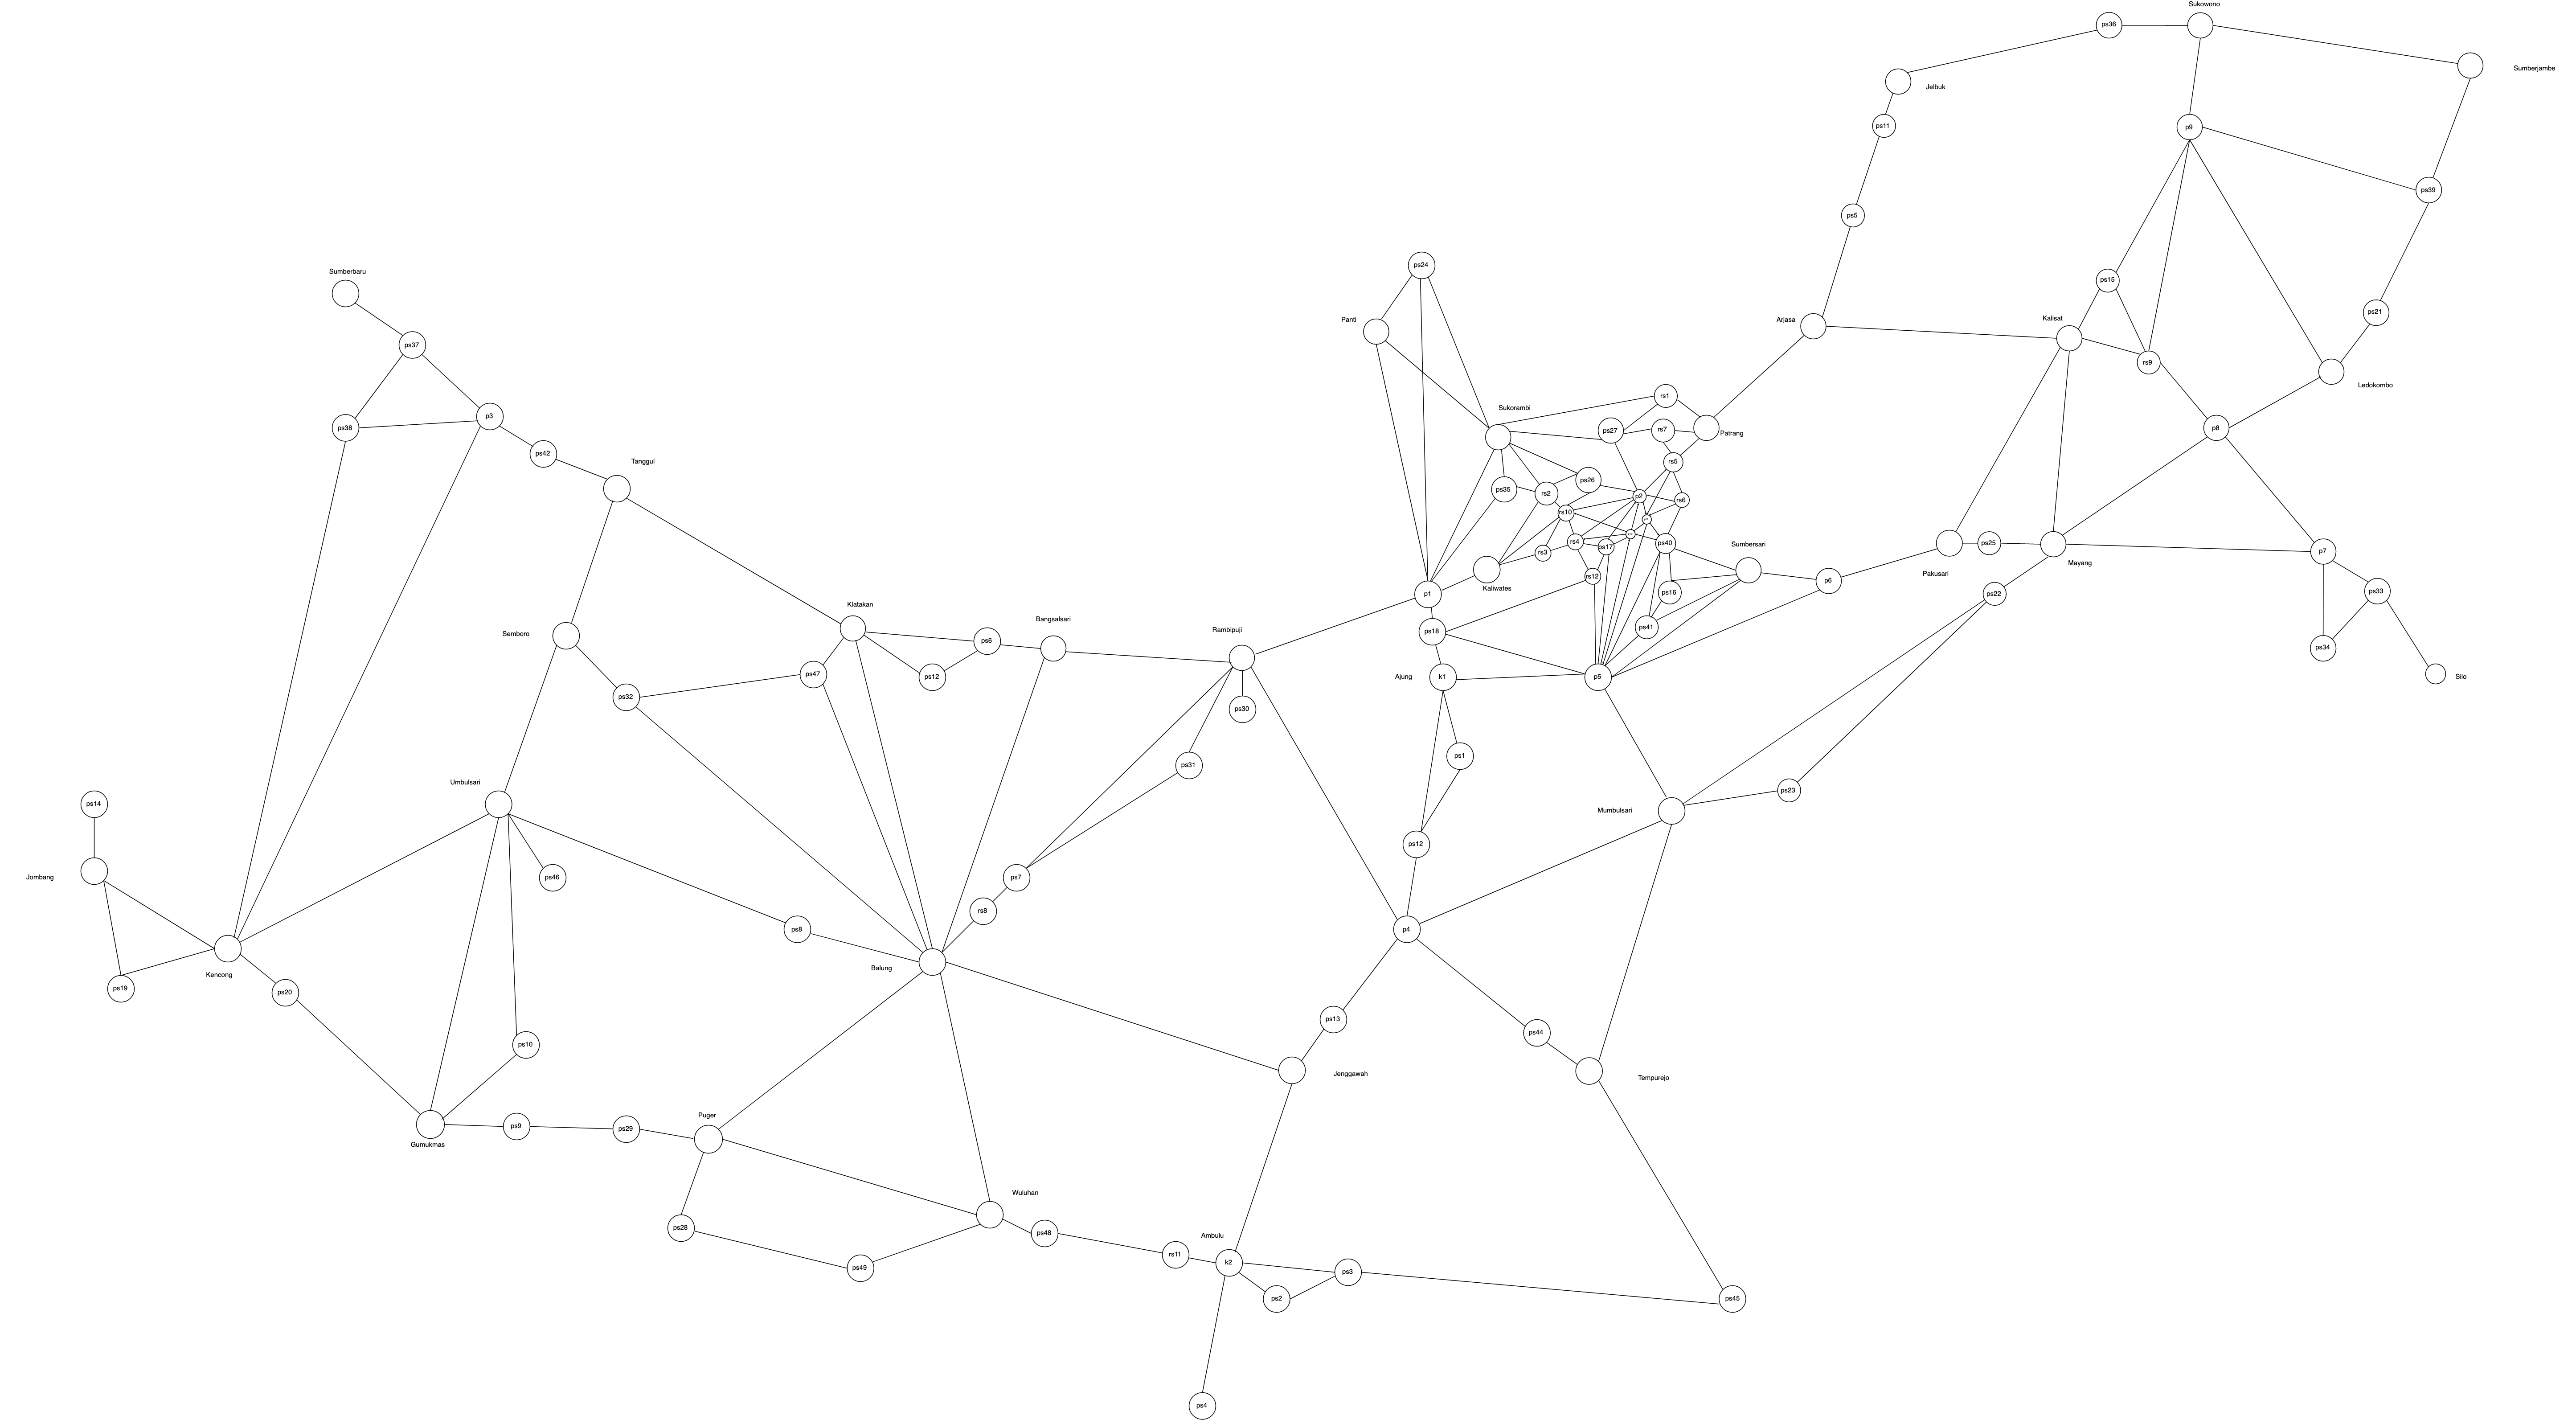 Sukowono
ps36
Sumberjambe
Jelbuk
ps11
p9
ps39
ps5
ps24
Sumberbaru
ps15
ps21
Panti
Arjasa
Kalisat
ps37
rs9
Ledokombo
rs1
Sukorambi
p3
ps38
ps27
rs7
Patrang
p8
ps42
Tanggul
rs5
ps26
ps35
rs2
p2
rs6
rs10
rs4
ps17
ps40
Sumbersari
rs3
ps25
p7
Mayang
Pakusari
rs12
p6
Kaliwates
ps16
p1
ps22
ps33
Klatakan
Bangsalsari
Rambipuji
ps18
ps41
Semboro
ps6
ps34
ps47
ps12
Ajung
k1
p5
Silo
ps32
ps30
ps1
ps31
ps23
Umbulsari
Mumbulsari
ps14
ps12
ps46
ps7
Jombang
rs8
ps8
p4
Balung
Kencong
ps19
ps20
ps13
ps44
ps10
Jenggawah
Tempurejo
Puger
ps9
ps29
Gumukmas
Wuluhan
ps28
ps48
Ambulu
rs11
k2
ps49
ps3
ps2
ps45
ps4